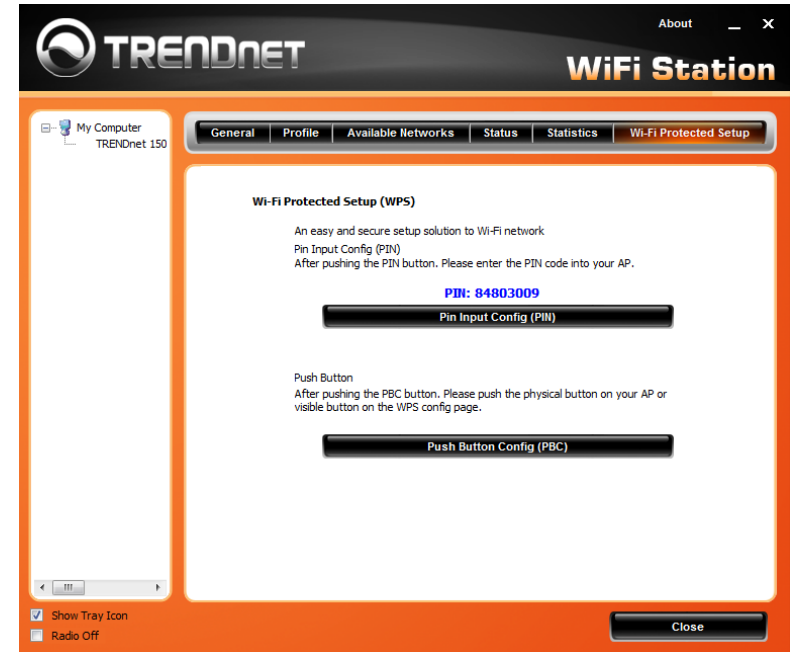 About
TRENDNET
WiFi Station
My Computer
TRENDnet 150
General Profile Available Networks Status Statistics Wi-Fi Protected Setup
Wi-Fi Protected Setup (WPS)
An easy and secure setup solution to Wi-Fi network
Pin Input Config (PIN)
After pushing the PIN button. Please enter the PIN code into your AP.
PIN: 84803009
Pin Input Config (PIN)
Push Button
After pushing the PBC button. Please push the physical button on your AP or
visible button on the WPS config page.
Push Button Config (PBC)
Show Tray Icon
Radio Off
Close